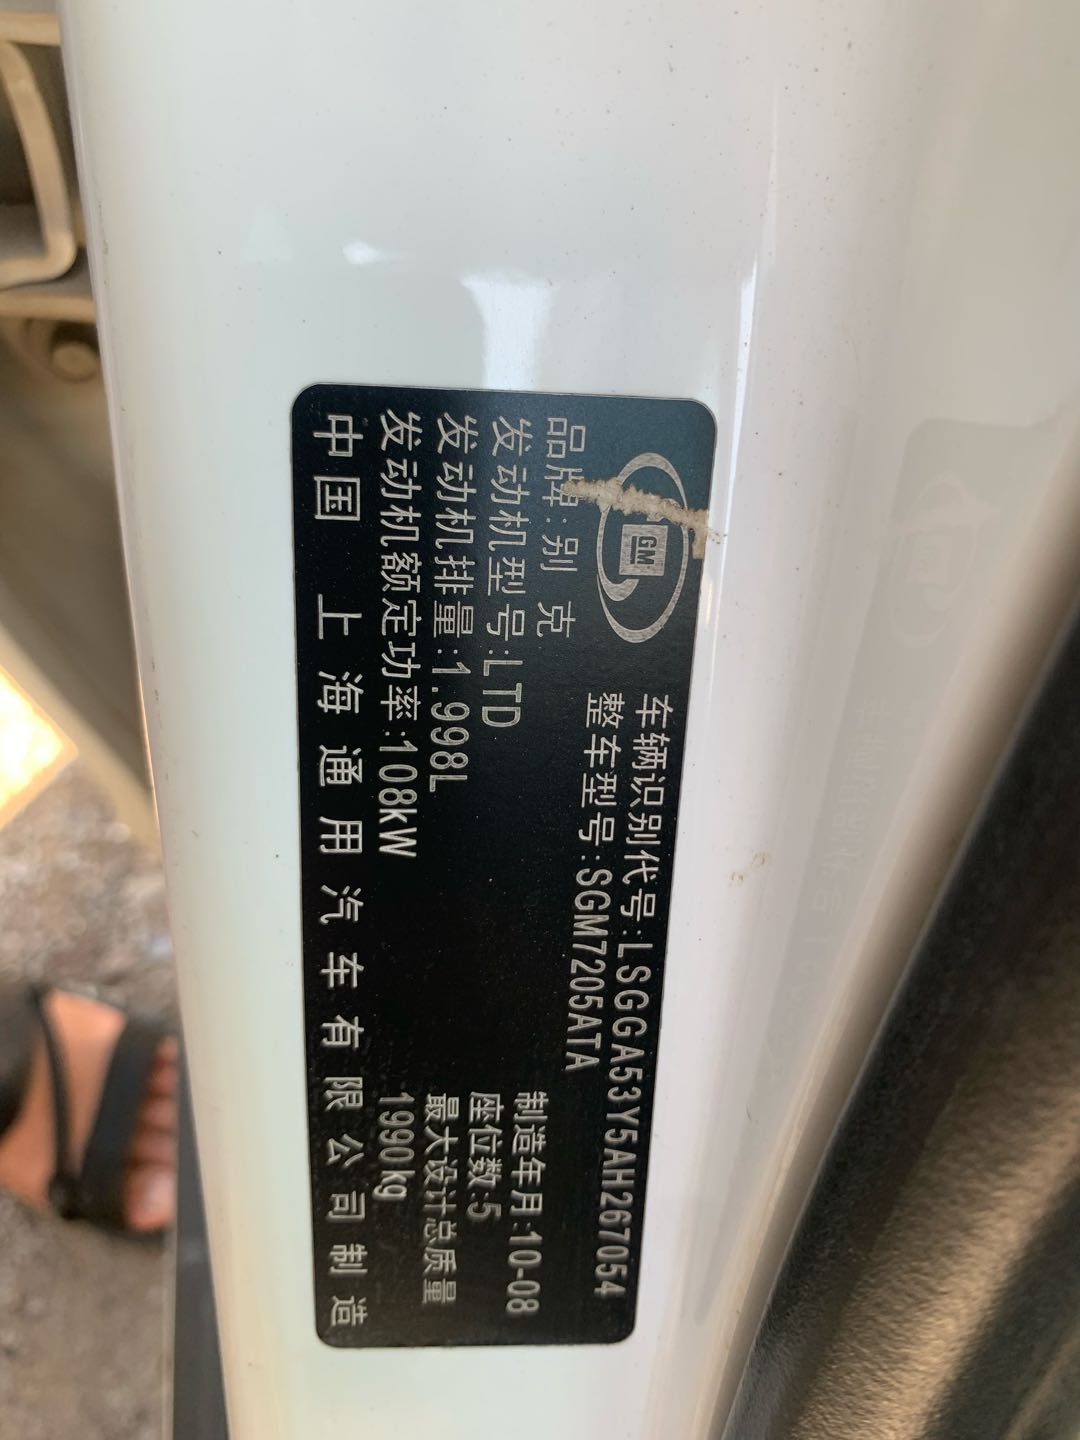 GM
车辆识别代号:LSGGA53Y5AH267054
整车型号:SGM7205ATA
品牌:别 克
发动机型号:LTD
发动机排量:1.998L
发动机额定功率:108kW
制造年月:10-08
座位数:5
最大设计总质量
1990kg
中国 上海通用汽车有限公司制造